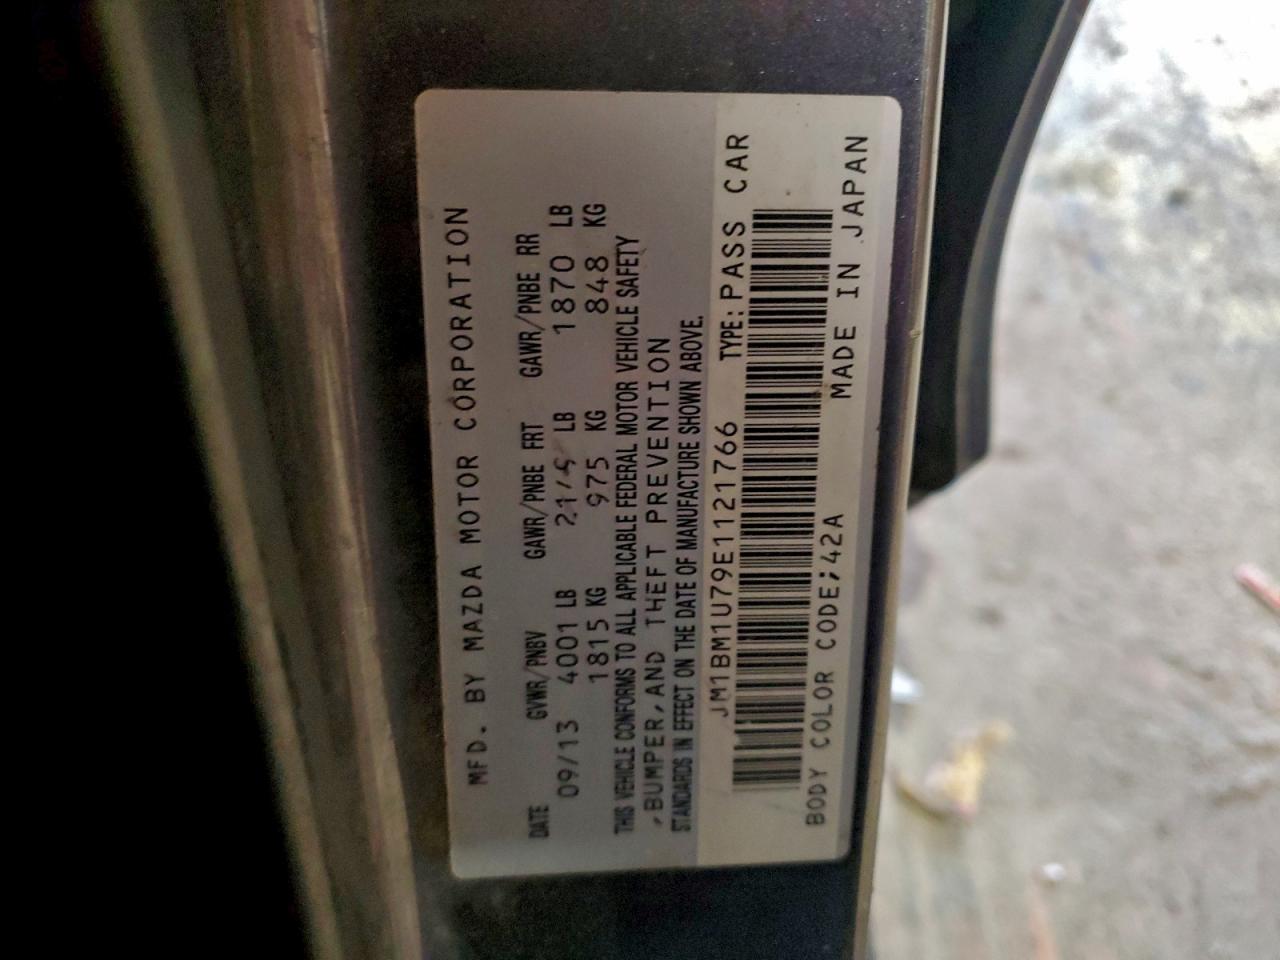 MFD. BY MAZDA MOTOR CORPORATION
DATE GVWR/PNBV GAWR/PNBE FRT GAWR/PNBE RR
09/13 4001 LB LB 1870 LB
1815 KG 975 KG 848 KG
THIS VEHICLE CONFORMS TO ALL APPLICABLE FEDERAL MOTOR VEHICLE SAFETY
,BUMPER,AND THEFT PREVENTION
STANDARDS IN EFFECT ON THE DATE OF MANUFACTURE SHOWN ABOVE.
JM1BM1U79E1121766 TYPE:PASS CAR
BODY COLOR CODE;42A MADE IN JAPAN